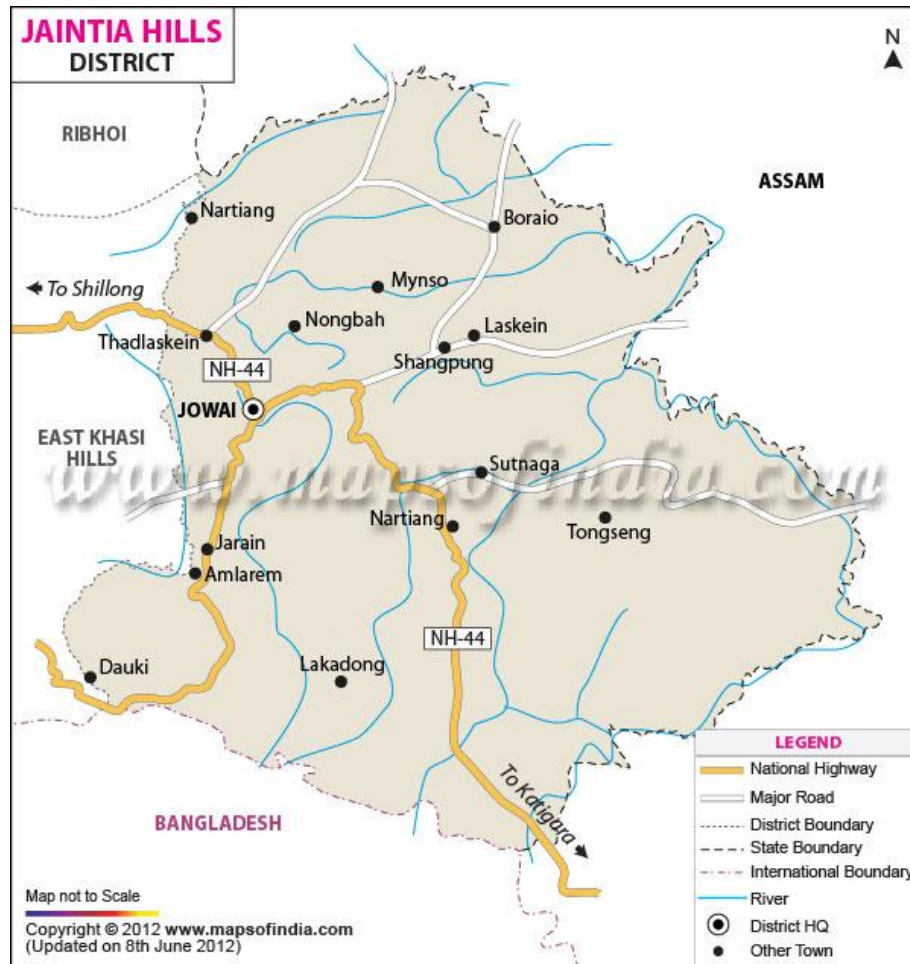 JAINTIA HILLS
DISTRICT
N
RIBHOI
ASSAM
Nartiang
Boraio
To Shillong
Mynso
Nongbah
Laskein
Thadlaskein
Shangpung
NH-44
JOWAI
EAST KHASI
HILLS
www.mapsofindia.com
Sutnaga
Nartiang
Tongseng
Jarain
Amlarem
NH-44
Lakadong
Dauki
To Katigara
BANGLADESH
LEGEND
National Highway
Major Road
District Boundary
State Boundary
International Boundary
River
District HQ
Other Town
Map not to Scale
Copyright © 2012 www.mapsofindia.com
(Updated on 8th June 2012)